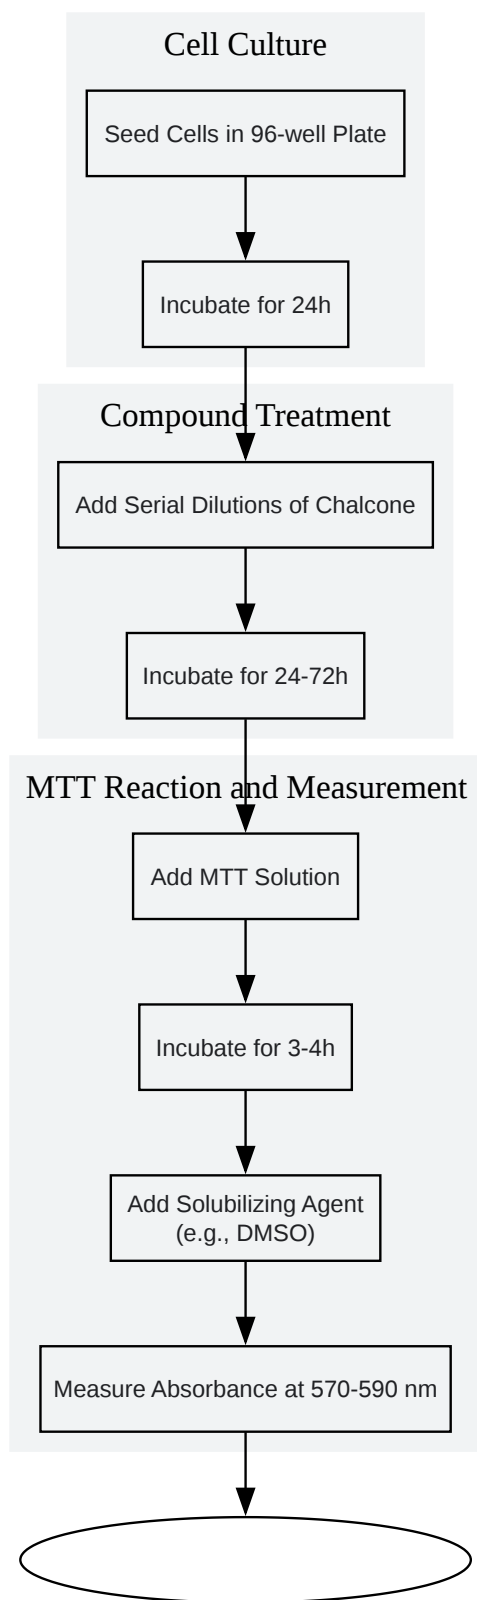 Cell Culture
Seed Cells in 96-well Plate
Incubate for 24h
Compound Treatment
Add Serial Dilutions of Chalcone
Incubate for 24-72h
MTT Reaction and Measurement
Add MTT Solution
Incubate for 3-4h
Add Solubilizing Agent
(e.g., DMSO)
Measure Absorbance at 570-590 nm